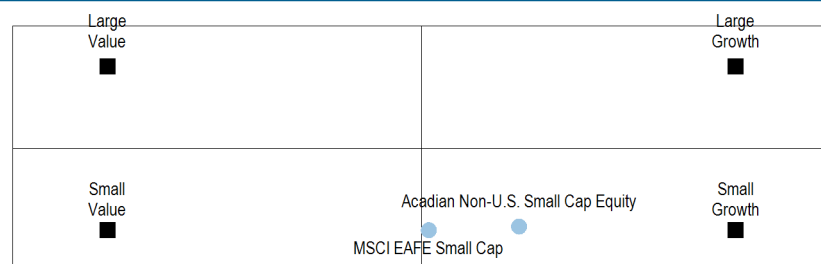 Large
Value
Large
Growth
Small
Value
Acadian Non-U.S. Small Cap Equity
Small
Growth
MSCI EAFE Small Cap